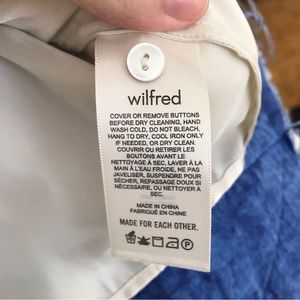 wilfred
COVER OR REMOVE BUTTONS
BEFORE DRY CLEANING, HAND
WASH COLD, DO NOT BLEACH,
HANG TO DRY, COOL IRON ONLY
IF NEEDED, OR DRY CLEAN.
COUVRIR OU RETIRER LES
BOUTONS AVANT LE
NETTOYAGE À SEC, LAVER À LA
MAIN À L'EAU FROIDE, NE PAS
JAVELISER, SUSPENDRE POUR
SÉCHER, REPASSAGE DOUX SI
NÉCESSAIRE, OU NETTOYER À
SEC.
MADE IN CHINA
FABRIQUÉ EN CHINE
MADE FOR EACH OTHER.
P